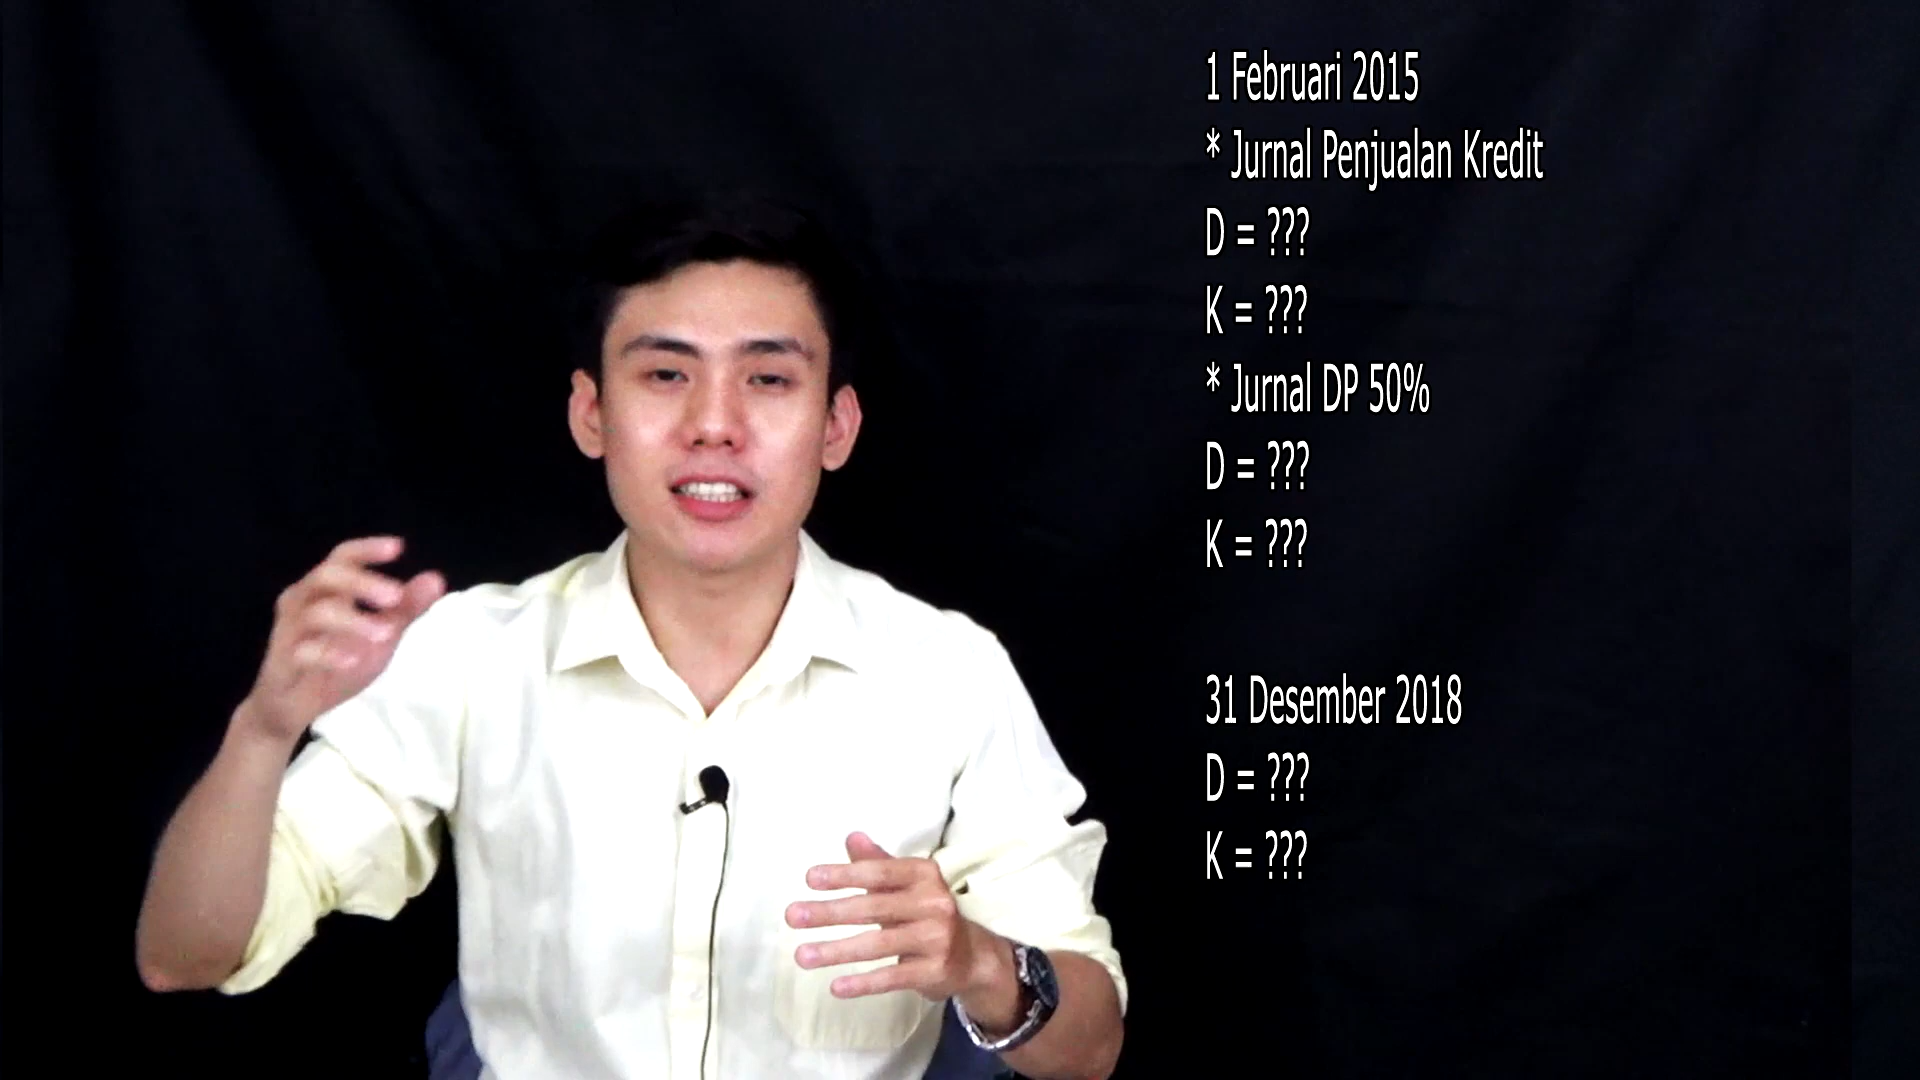 1 Februari 2015
* Jurnal Penjualan Kredit
D = ???
K = ???
* Jurnal DP 50%
D = ???
K = ???
31 Desember 2018
D = ???
K = ???